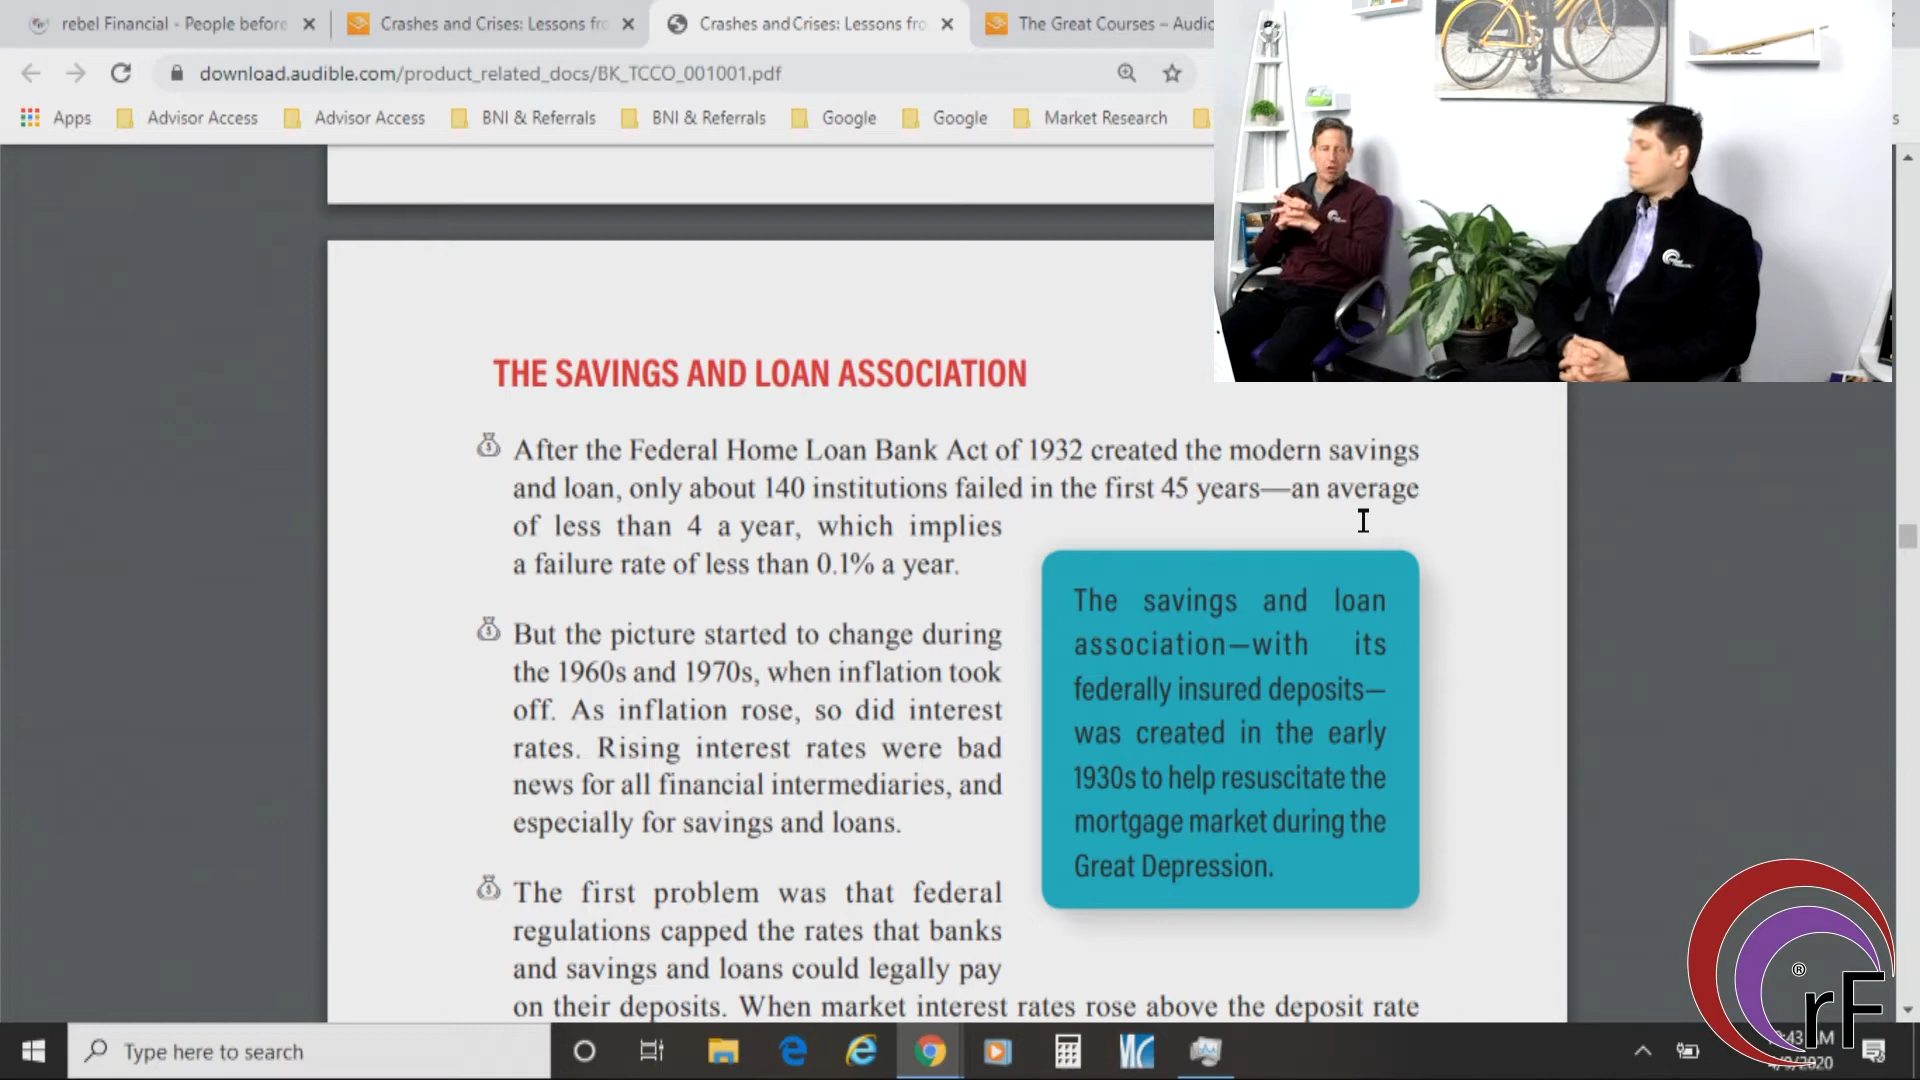 rebel Financial - People before
Crashes and Crises: Lessons fro
Crashes and Crises: Lessons fro
The Great Courses – Audio
download.audible.com/product_related_docs/BK_TCCO_001001.pdf
Apps
Advisor Access
Advisor Access
BNI & Referrals
BNI & Referrals
Google
Google
Market Research
THE SAVINGS AND LOAN ASSOCIATION
After the Federal Home Loan Bank Act of 1932 created the modern savings
and loan, only about 140 institutions failed in the first 45 years—an average
of less than 4 a year, which implies
a failure rate of less than 0.1% a year.
But the picture started to change during
the 1960s and 1970s, when inflation took
off. As inflation rose, so did interest
rates. Rising interest rates were bad
news for all financial intermediaries, and
especially for savings and loans.
The first problem was that federal
regulations capped the rates that banks
and savings and loans could legally pay
on their deposits. When market interest rates rose above the deposit rate
The savings and loan
association—with its
federally insured deposits—
was created in the early
1930s to help resuscitate the
mortgage market during the
Great Depression.
® rF
Type here to search